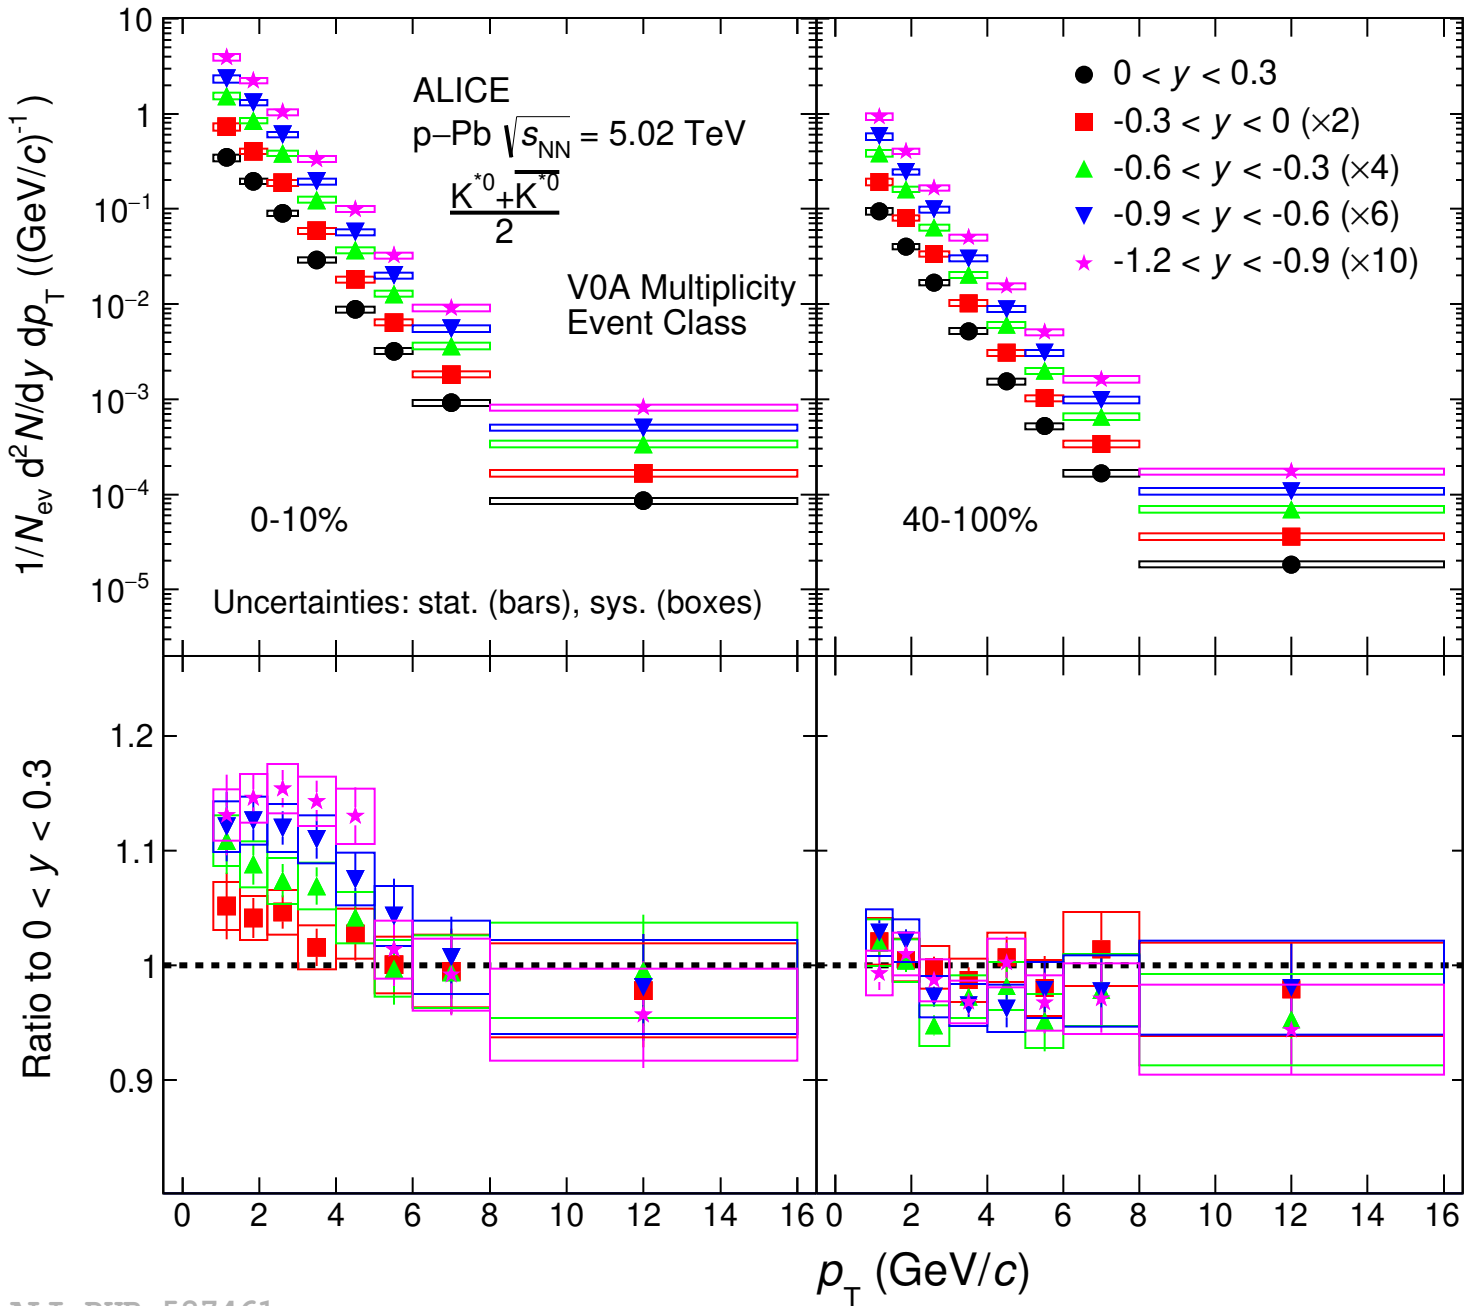 1/N_ev d²N/dy dp_T ((GeV/c)⁻¹)
10
1
10⁻¹
10⁻²
10⁻³
10⁻⁴
10⁻⁵
ALICE
p–Pb √s_NN = 5.02 TeV
K*⁰+K̅*⁰
2
V0A Multiplicity
Event Class
0-10%
Uncertainties: stat. (bars), sys. (boxes)
0 < y < 0.3
-0.3 < y < 0 (×2)
-0.6 < y < -0.3 (×4)
-0.9 < y < -0.6 (×6)
-1.2 < y < -0.9 (×10)
40-100%
Ratio to 0 < y < 0.3
1.2
1.1
1
0.9
0 2 4 6 8 10 12 14 16
2 4 6 8 10 12 14 16
p_T (GeV/c)